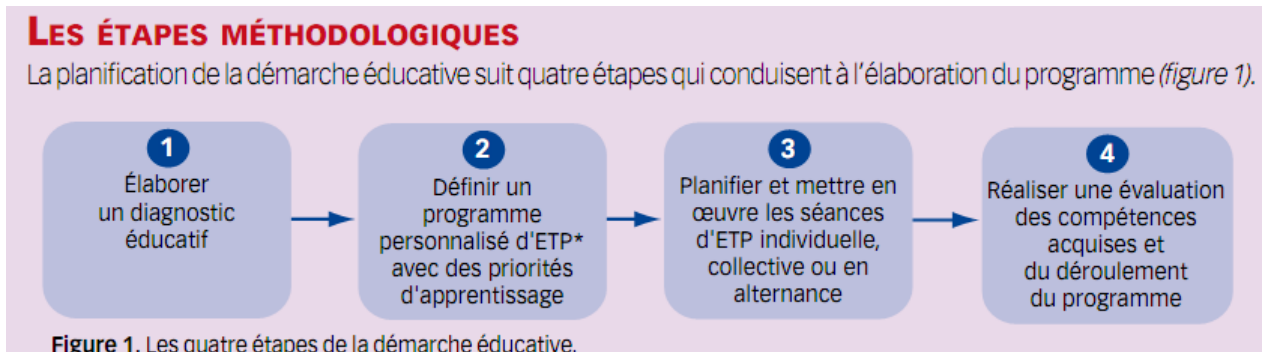 LES ÉTAPES MÉTHODOLOGIQUES
La planification de la démarche éducative suit quatre étapes qui conduisent à l'élaboration du programme (figure 1).
1
Élaborer
un diagnostic
éducatif
2
Définir un
programme
personnalisé d'ETP*
avec des priorités
d'apprentissage
3
Planifier et mettre en
œuvre les séances
d'ETP individuelle,
collective ou en
alternance
4
Réaliser une évaluation
des compétences
acquises et
du déroulement
du programme
Figure 1. Les quatre étapes de la démarche éducative.